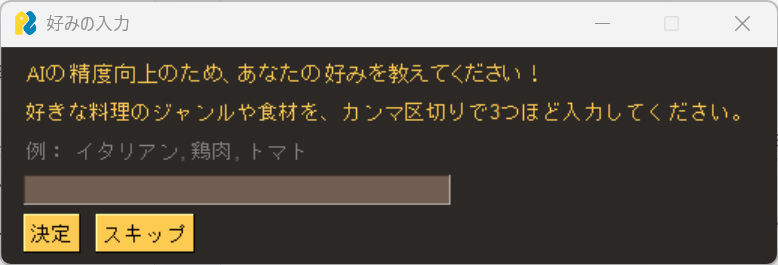 好みの入力
AIの精度向上のため、あなたの好みを教えてください！
好きな料理のジャンルや食材を、カンマ区切りで3つほど入力してください。
例： イタリアン,鶏肉,トマト
決定 スキップ